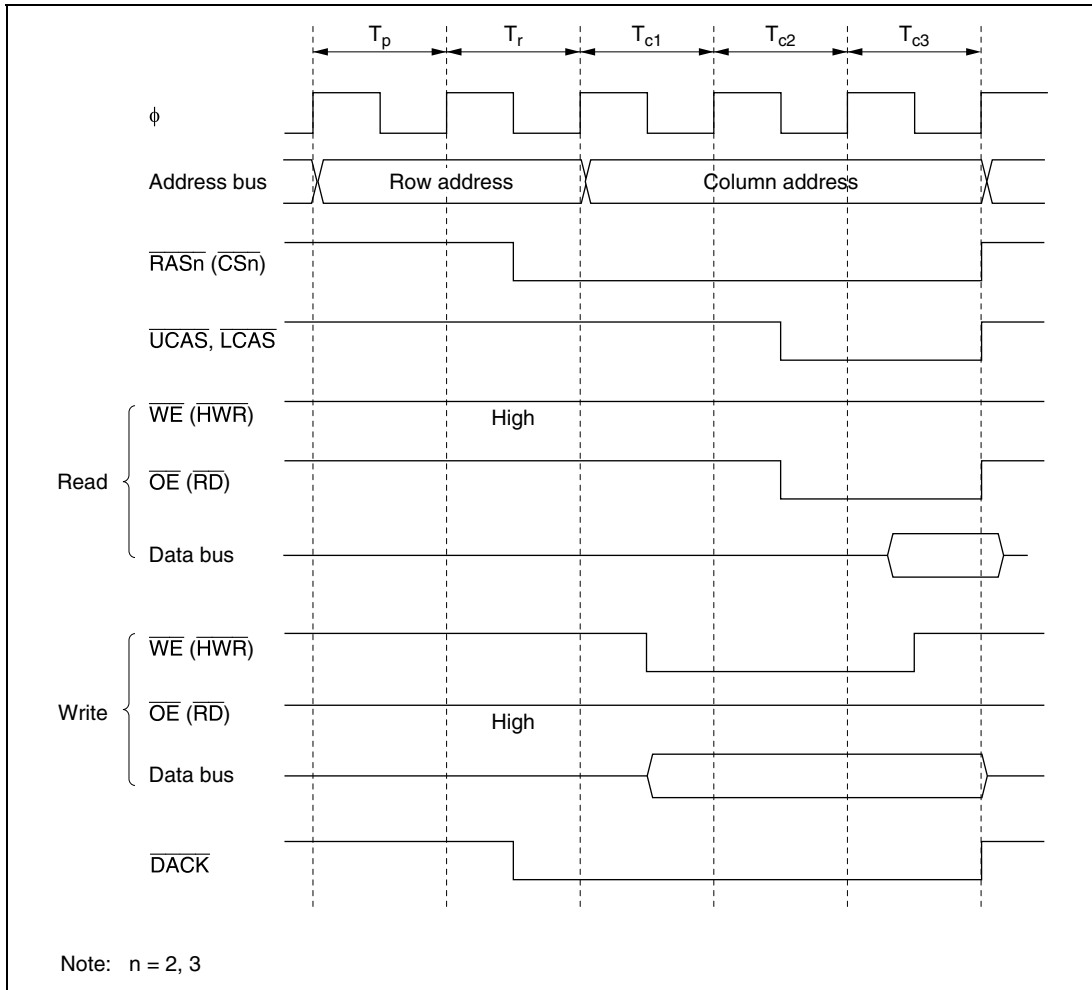 Tp Tr Tc1 Tc2 Tc3
φ
Address bus Row address Column address
RASn (CSn)
UCAS, LCAS
WE (HWR) High
Read OE (RD)
Data bus
WE (HWR)
Write OE (RD) High
Data bus
DACK
Note: n = 2, 3